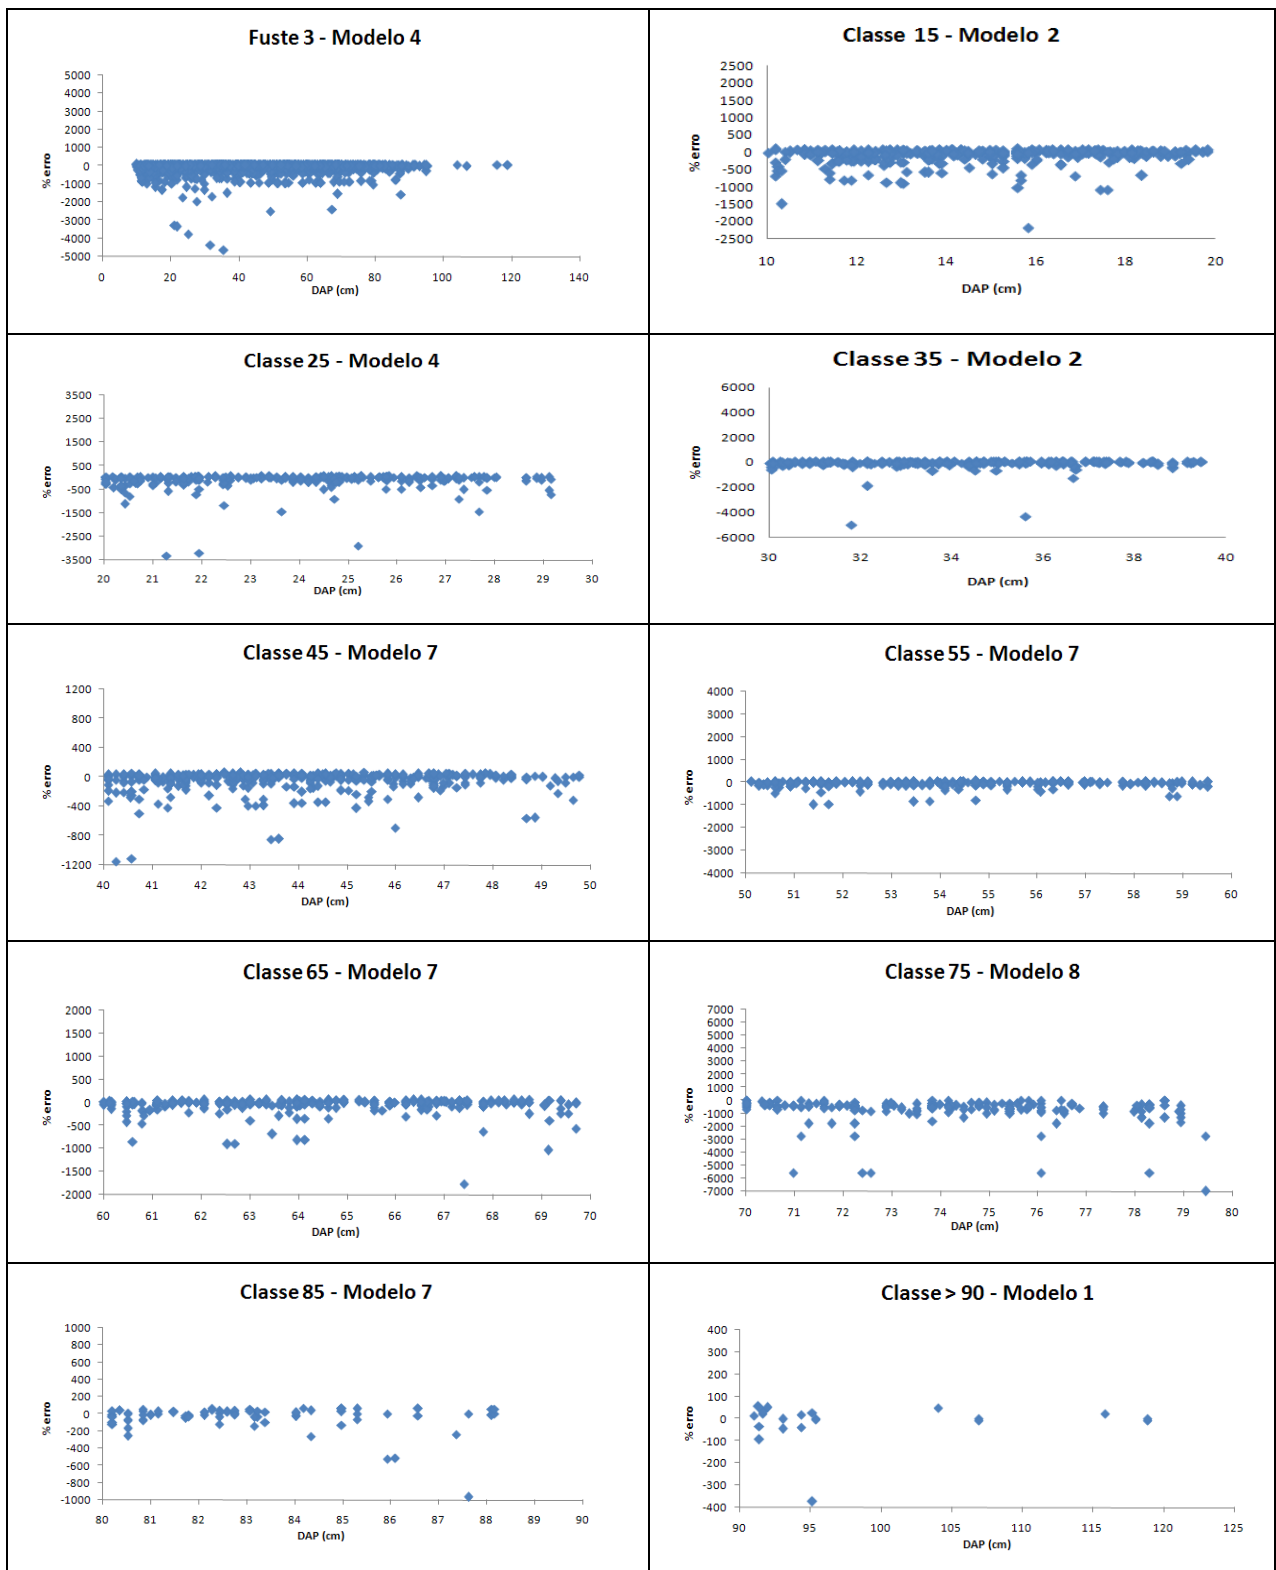 Fuste 3 - Modelo 4
5000
4000
3000
2000
1000
0
-1000
-2000
-3000
-4000
-5000
% erro
0 20 40 60 80 100 120 140
DAP (cm)
Classe 15 - Modelo 2
2500
2000
1500
1000
500
0
-500
-1000
-1500
-2000
-2500
% erro
10 12 14 16 18 20
DAP (cm)
Classe 25 - Modelo 4
3500
2500
1500
500
-500
-1500
-2500
-3500
% erro
20 21 22 23 24 25 26 27 28 29 30
DAP (cm)
Classe 35 - Modelo 2
6000
4000
2000
0
-2000
-4000
-6000
% erro
30 32 34 36 38 40
DAP (cm)
Classe 45 - Modelo 7
1200
800
400
0
-400
-800
-1200
% erro
40 41 42 43 44 45 46 47 48 49 50
DAP (cm)
Classe 55 - Modelo 7
4000
3000
2000
1000
0
-1000
-2000
-3000
-4000
% erro
50 51 52 53 54 55 56 57 58 59 60
DAP (cm)
Classe 65 - Modelo 7
2000
1500
1000
500
0
-500
-1000
-1500
-2000
% erro
60 61 62 63 64 65 66 67 68 69 70
DAP (cm)
Classe 75 - Modelo 8
7000
6000
5000
4000
3000
2000
1000
0
-1000
-2000
-3000
-4000
-5000
-6000
-7000
% erro
70 71 72 73 74 75 76 77 78 79 80
DAP (cm)
Classe 85 - Modelo 7
1000
800
600
400
200
0
-200
-400
-600
-800
-1000
% erro
80 81 82 83 84 85 86 87 88 89 90
DAP (cm)
Classe > 90 - Modelo 1
400
300
200
100
0
-100
-200
-300
-400
% erro
90 95 100 105 110 115 120 125
DAP (cm)